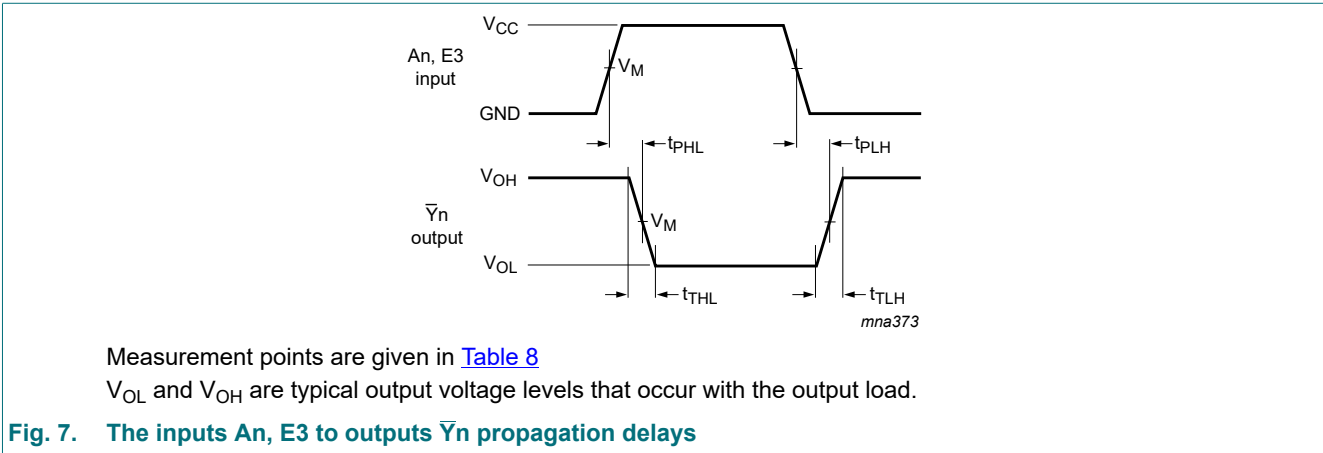 VCC
An, E3
input
VM
GND
tPHL
tPLH
VOH
Y̅n
output
VM
VOL
tTHL
tTLH
mna373
Measurement points are given in Table 8
VOL and VOH are typical output voltage levels that occur with the output load.
Fig. 7. The inputs An, E3 to outputs Y̅n propagation delays